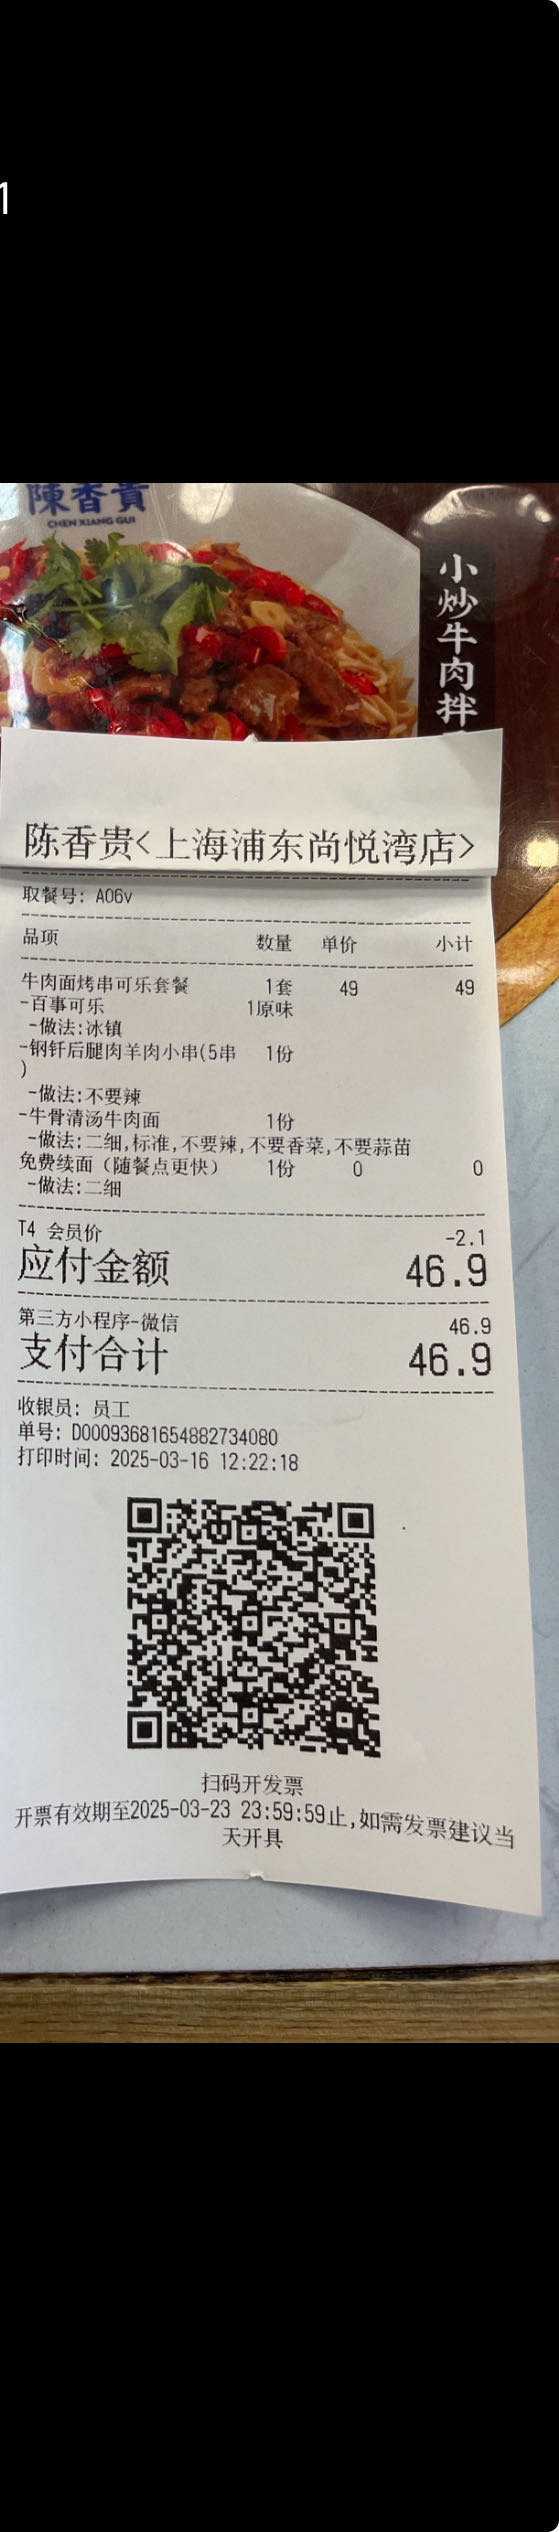 1
陳香貴
CHEN XIANG GUI
小炒牛肉拌
陈香贵<上海浦东尚悦湾店>
取餐号: A06v
品项 数量 单价 小计
牛肉面烤串可乐套餐 1套 49 49
-百事可乐 1原味
-做法:冰镇
-钢钎后腿肉羊肉小串(5串 1份
)
-做法:不要辣
-牛骨清汤牛肉面 1份
-做法:二细,标准,不要辣,不要香菜,不要蒜苗
免费续面（随餐点更快） 1份 0 0
-做法:二细
T4 会员价 -2.1
应付金额 46.9
第三方小程序-微信 46.9
支付合计 46.9
收银员: 员工
单号: D00093681654882734080
打印时间: 2025-03-16 12:22:18
扫码开发票
开票有效期至2025-03-23 23:59:59止,如需发票建议当
天开具